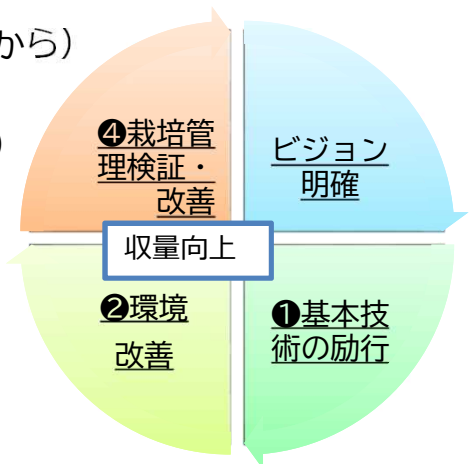 から）
）
❹栽培管
理検証・
改善
ビジョン
明確
収量向上
❷環境
改善
❶基本技
術の励行